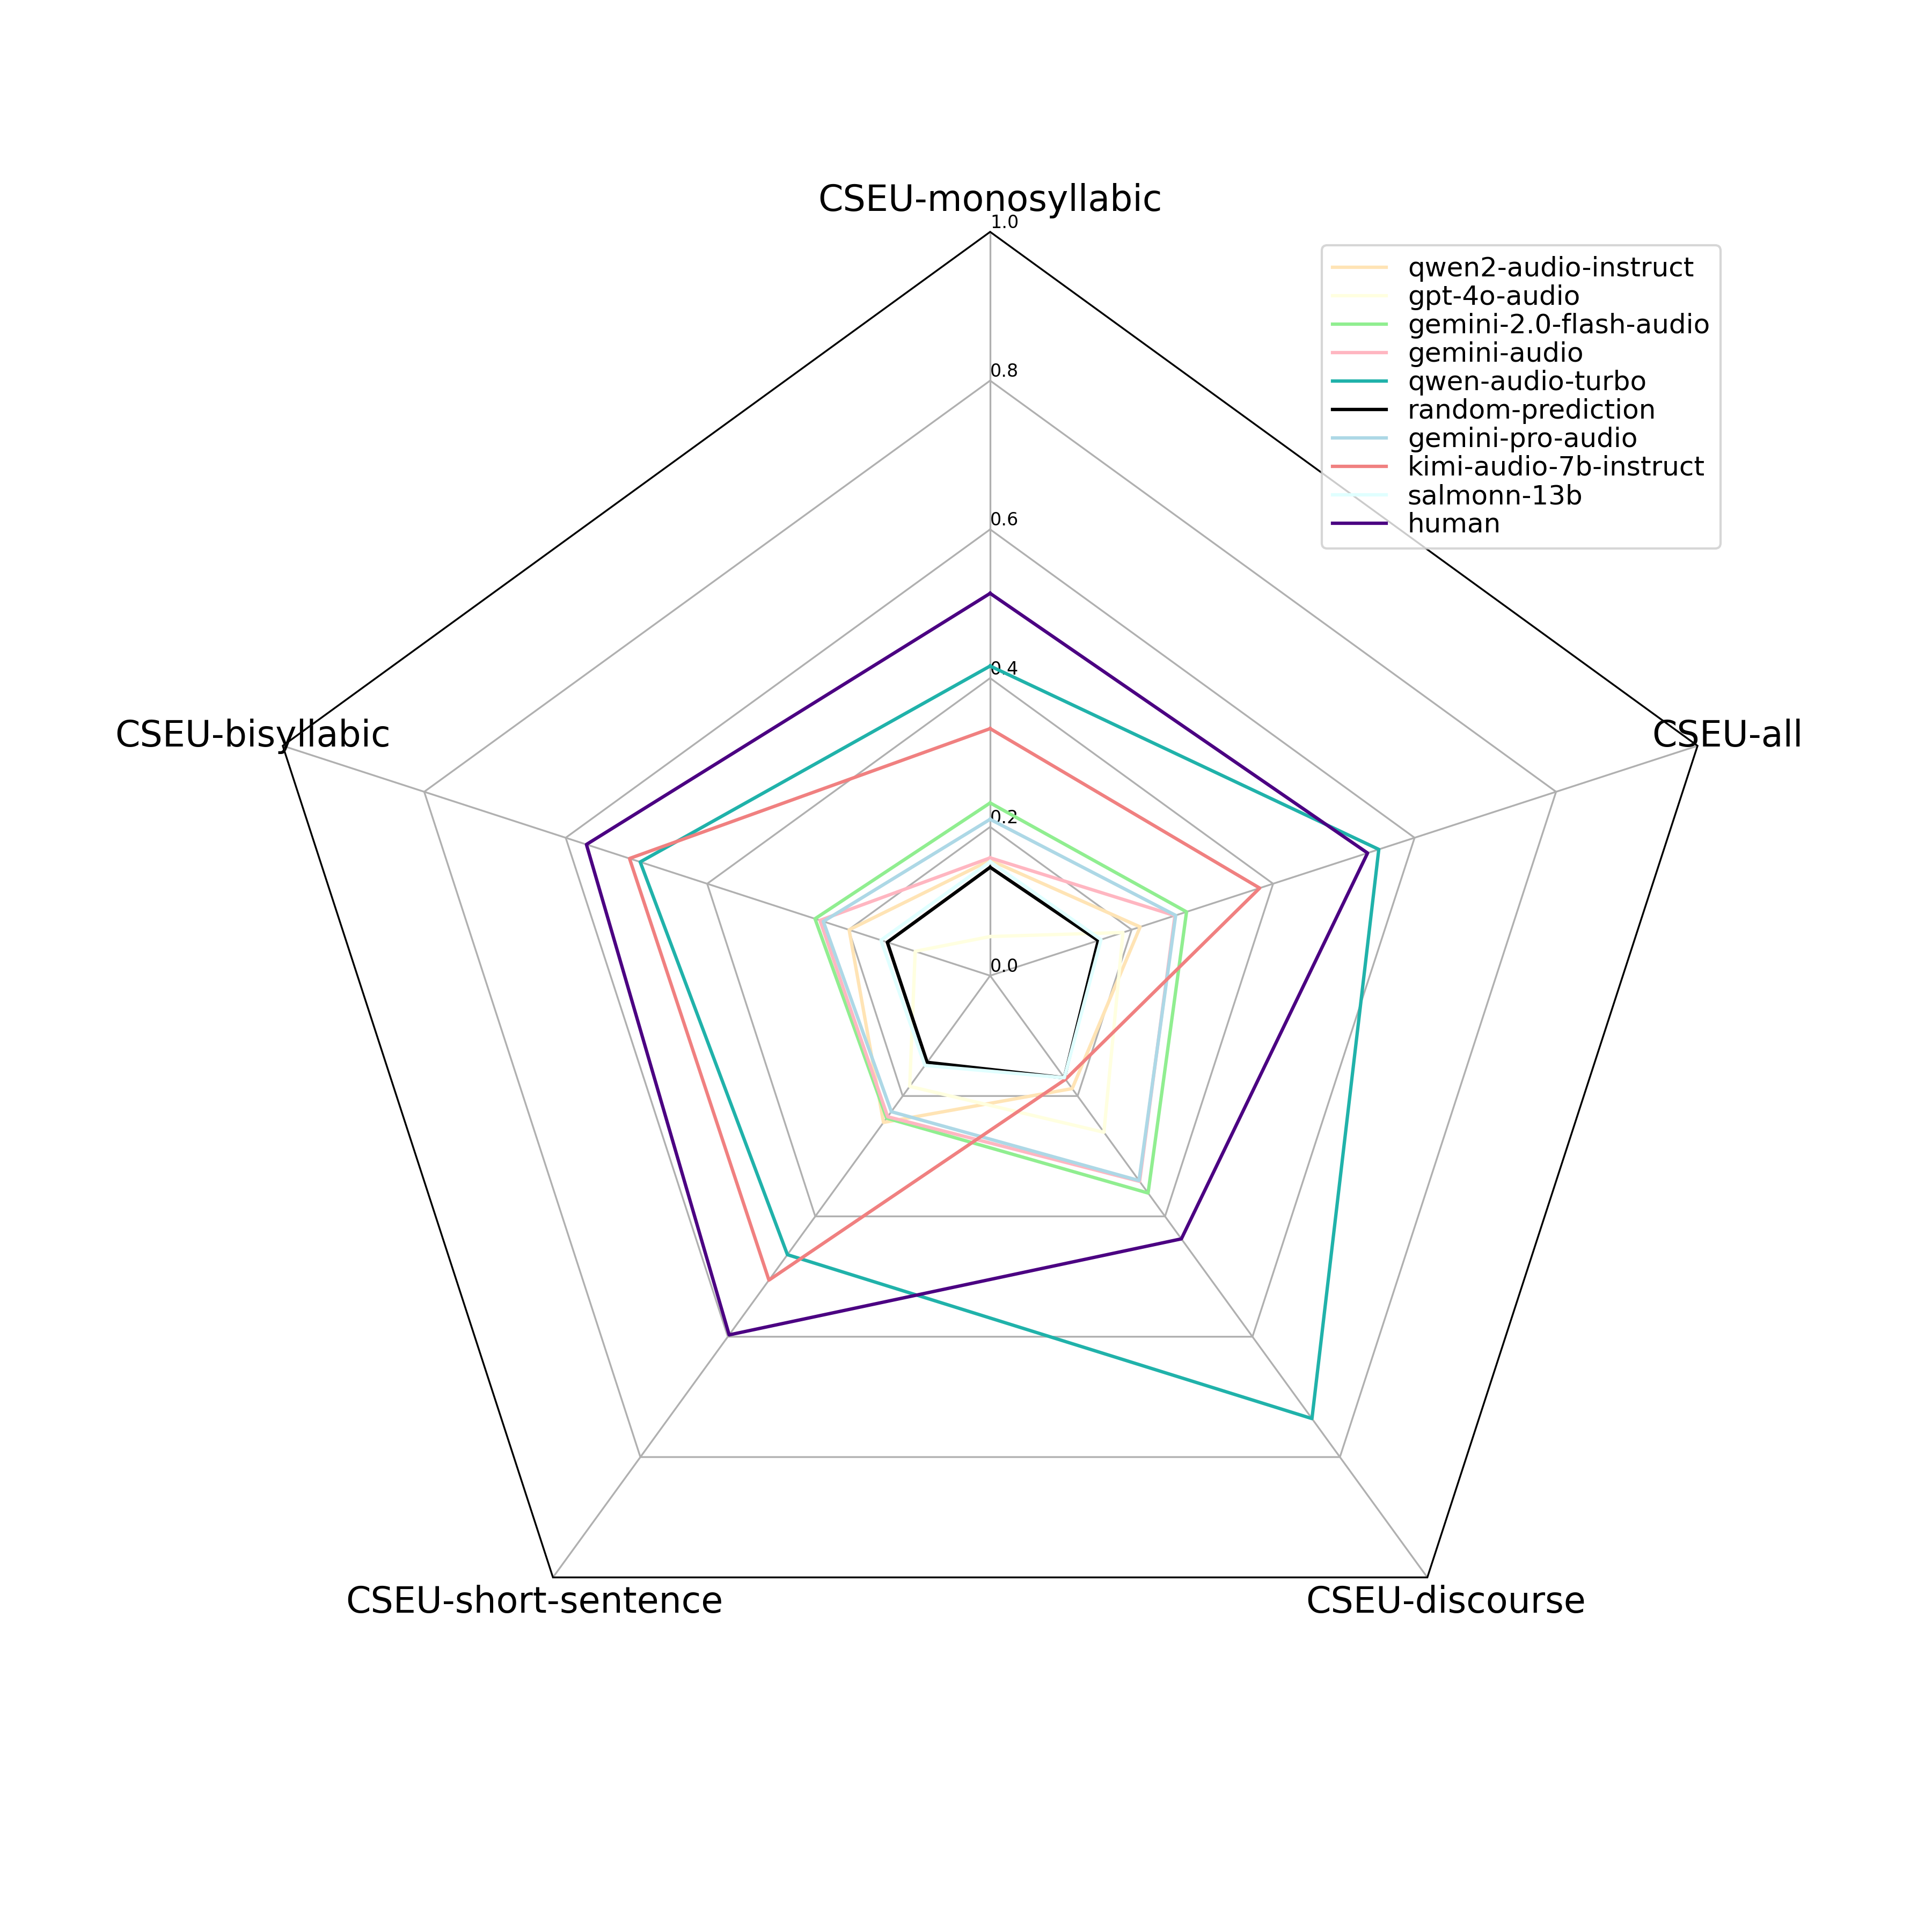 CSEU-monosyllabic
1.0
qwen2-audio-instruct
gpt-4o-audio
gemini-2.0-flash-audio
gemini-audio
qwen-audio-turbo
random-prediction
gemini-pro-audio
kimi-audio-7b-instruct
salmonn-13b
human
0.8
0.6
0.4
CSEU-bisyllabic
CSEU-all
0.2
0.0
CSEU-short-sentence
CSEU-discourse